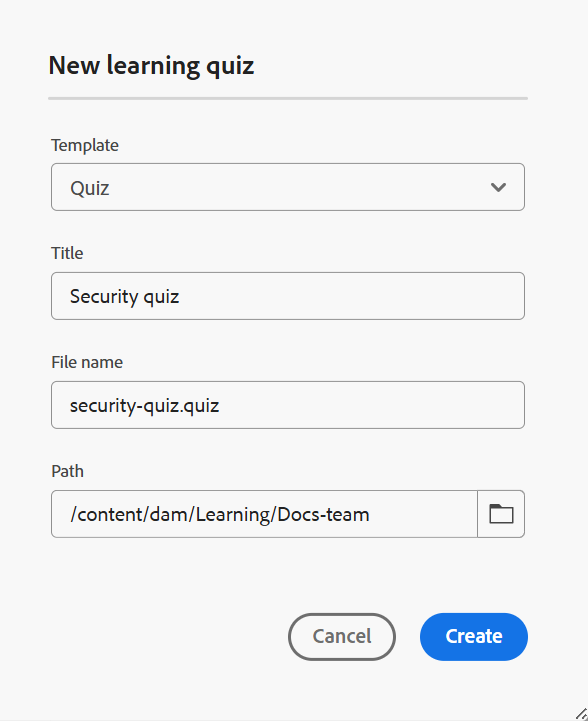 New learning quiz
Template
Quiz
Title
Security quiz
File name
security-quiz.quiz
Path
/content/dam/Learning/Docs-team
Cancel
Create